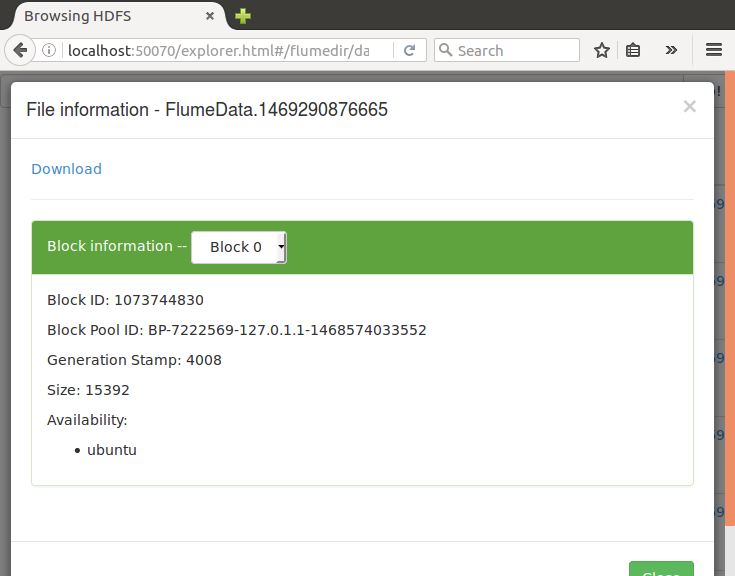 Browsing HDFS
localhost:50070/explorer.html#/flumedir/da
Search
File information - FlumeData.1469290876665
Download
Block information -- Block 0
Block ID: 1073744830
Block Pool ID: BP-7222569-127.0.1.1-1468574033552
Generation Stamp: 4008
Size: 15392
Availability:
ubuntu
Close